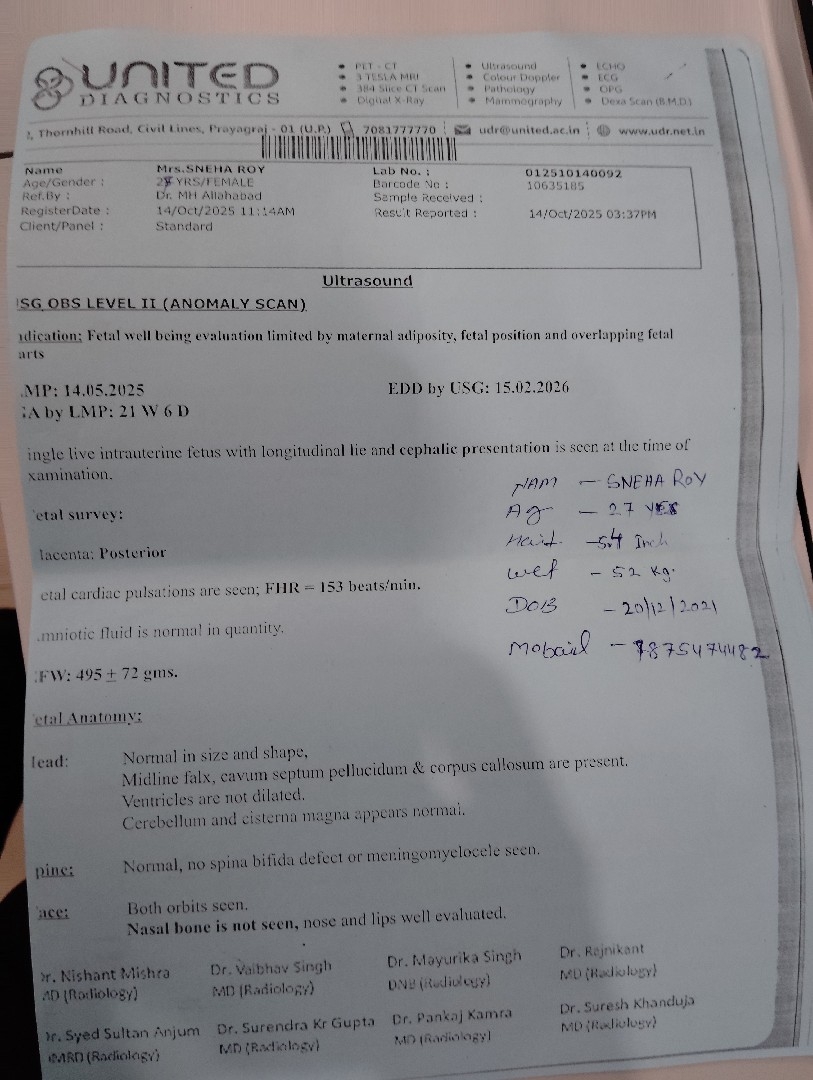 UNITED
DIAGNOSTICS
• PET - CT
• 3 TESLA MRI
• 384 Slice CT Scan
• Digital X-Ray
• Ultrasound
• Colour Doppler
• Pathology
• Mammography
• ECHO
• ECG
• OPG
• Dexa Scan (B.M.D)
, Thornhill Road, Civil Lines, Prayagraj - 01 (U.P.) 7081777770 udr@united.ac.in www.udr.net.in
Name Mrs.SNEHA ROY Lab No. : 012510140092
Age/Gender : YRS/FEMALE Barcode No : 10635185
Ref.By : Dr. MH Allahabad Sample Received :
RegisterDate : 14/Oct/2025 11:14AM Result Reported : 14/Oct/2025 03:37PM
Client/Panel : Standard
Ultrasound
SG OBS LEVEL II (ANOMALY SCAN)
dication: Fetal well being evaluation limited by maternal adiposity, fetal position and overlapping fetal
arts
MP: 14.05.2025 EDD by USG: 15.02.2026
A by LMP: 21 W 6 D
ingle live intrauterine fetus with longitudinal lie and cephalic presentation is seen at the time of
xamination.
NAM - SNEHA ROY
etal survey:
Ag - 27 YRS
lacenta: Posterior
- 5.4 Inch
etal cardiac pulsations are seen; FHR = 153 beats/min.
wet - 52 kg.
mniotic fluid is normal in quantity.
DOB - 20/12/2021
Mobail - 7875474482
FW: 495 ± 72 gms.
etal Anatomy:
lead: Normal in size and shape,
Midline falx, cavum septum pellucidum & corpus callosum are present.
Ventricles are not dilated.
Cerebellum and cisterna magna appears normal.
pine: Normal, no spina bifida defect or meningomyelocele seen.
ace: Both orbits seen.
Nasal bone is not seen, nose and lips well evaluated.
r. Nishant Mishra Dr. Vaibhav Singh Dr. Mayurika Singh Dr. Rajnikant
MD (Radiology) MD (Radiology) DNB (Radiology) MD (Radiology)
r. Syed Sultan Anjum Dr. Surendra Kr Gupta Dr. Pankaj Kamra Dr. Suresh Khanduja
MRD (Radiology) MD (Radiology) MD (Radiology) MD (Radiology)